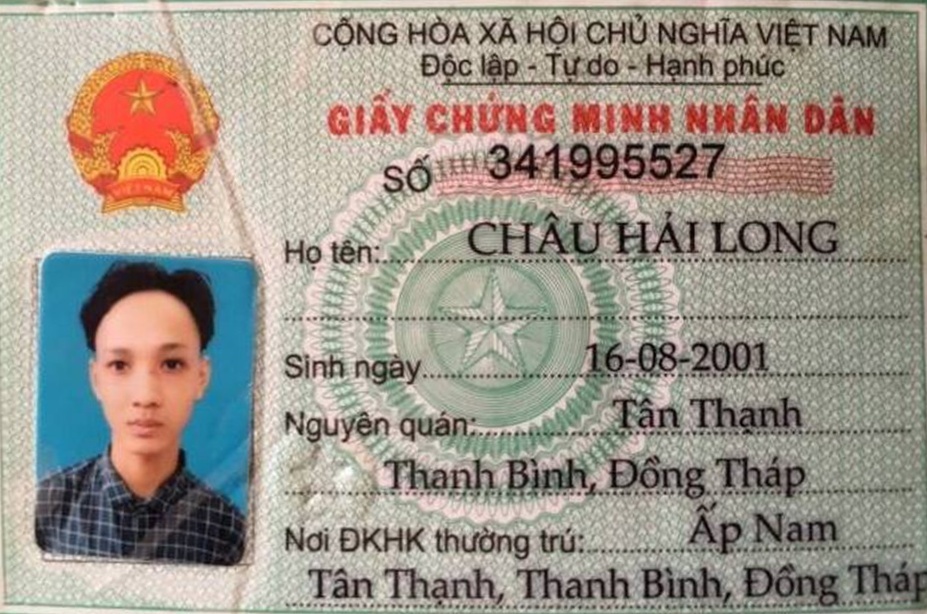 CỘNG HÒA XÃ HỘI CHỦ NGHĨA VIỆT NAM
Độc lập - Tự do - Hạnh phúc
GIẤY CHỨNG MINH NHÂN DÂN
SỐ 341995527
VIỆT NAM
Họ tên: CHÂU HẢI LONG
Sinh ngày 16-08-2001
Nguyên quán: Tân Thạnh
Thanh Bình, Đồng Tháp
Nơi ĐKHK thường trú: Ấp Nam
Tân Thạnh, Thanh Bình, Đồng Tháp